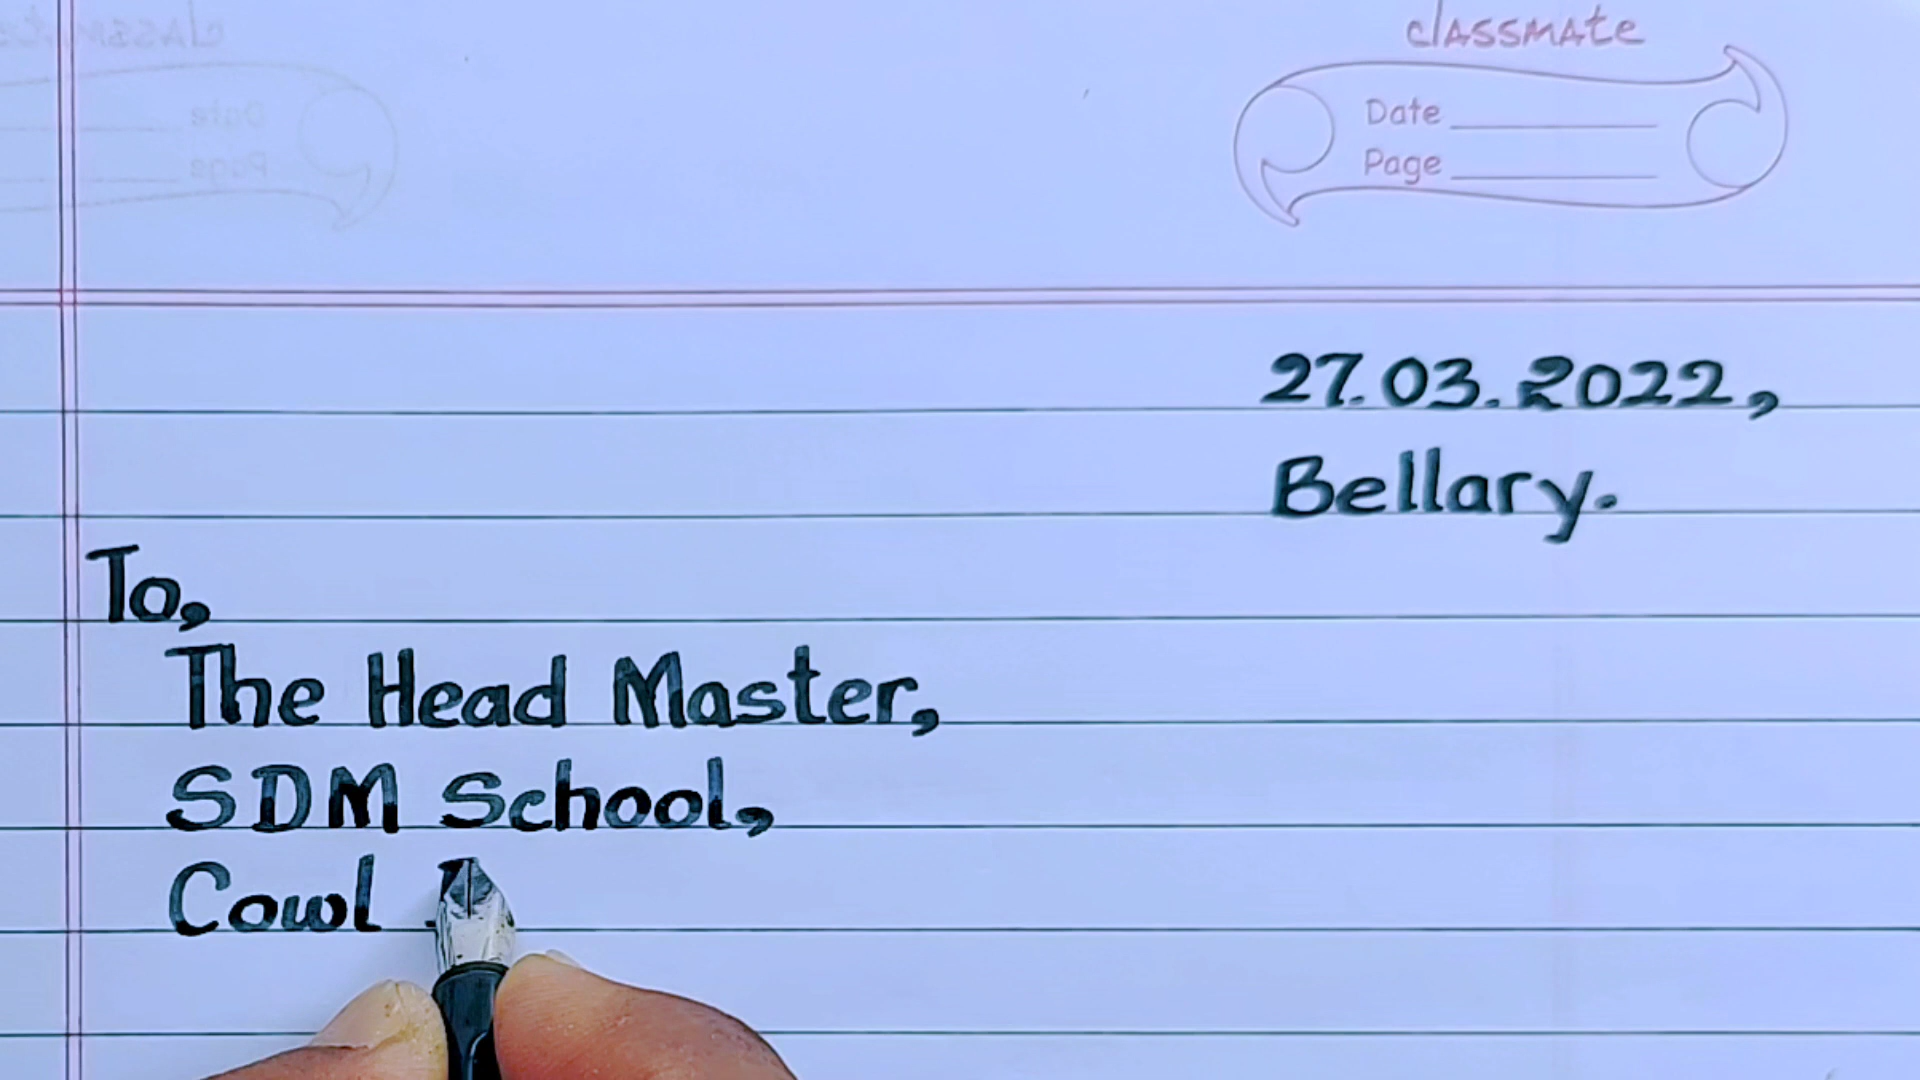 classmate
Date
Page
27.03.2022,
Bellary.
To,
The Head Master,
SDM School,
Cowl